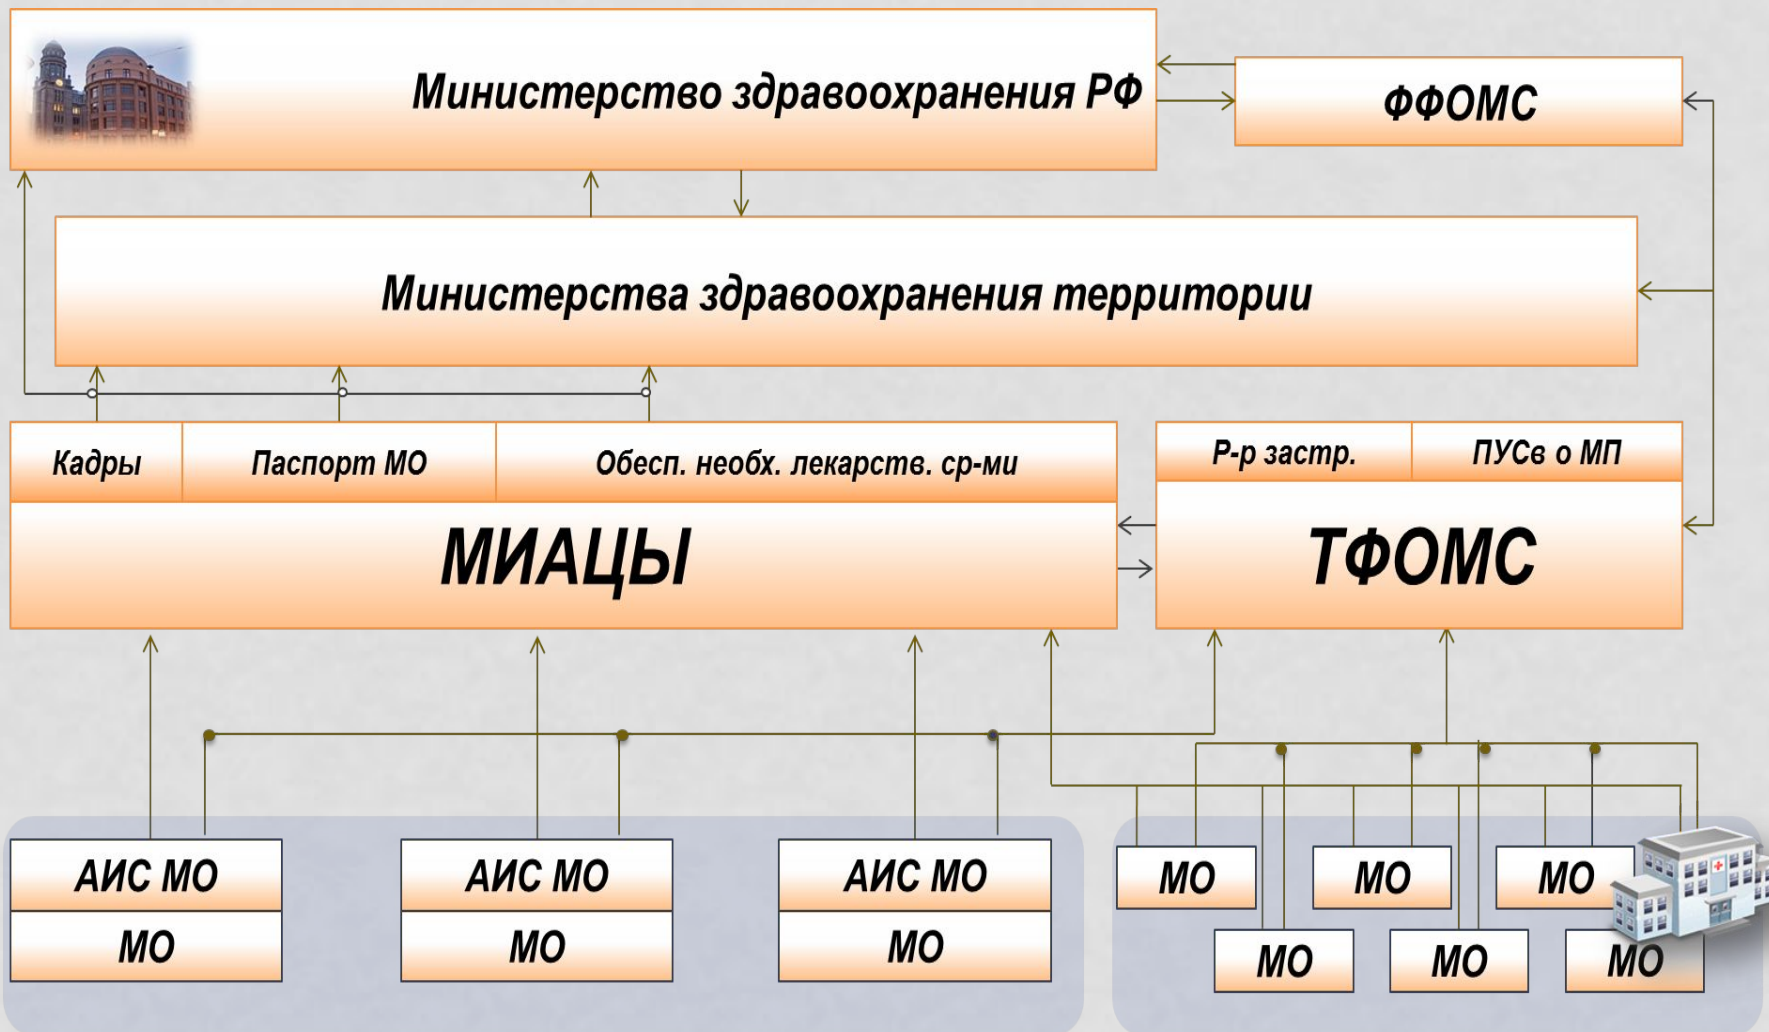 Министерство здравоохранения РФ
ФФОМС
Министерства здравоохранения территории
Кадры
Паспорт МО
Обесп. необх. лекарств. ср-ми
Р-р застр.
ПУСв о МП
МИАЦЫ
ТФОМС
АИС МО
МО
АИС МО
МО
АИС МО
МО
МО
МО
МО
МО
МО
МО